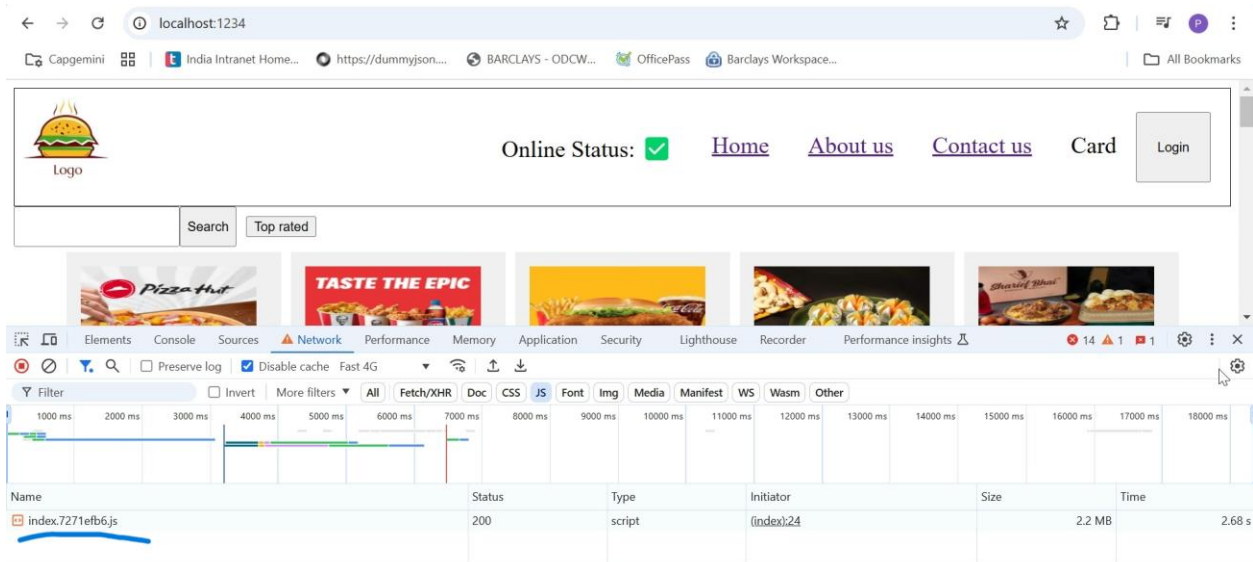 localhost:1234
Capgemini India Intranet Home... https://dummyjson.... BARCLAYS - ODCW... OfficePass Barclays Workspace... All Bookmarks
Logo Online Status: Home About us Contact us Card Login
Search Top rated
Pizza Hut TASTE THE EPIC Sharief Bhai
Elements Console Sources Network Performance Memory Application Security Lighthouse Recorder Performance insights 14 1 1
Preserve log Disable cache Fast 4G
Filter Invert More filters All Fetch/XHR Doc CSS JS Font Img Media Manifest WS Wasm Other
1000 ms 2000 ms 3000 ms 4000 ms 5000 ms 6000 ms 7000 ms 8000 ms 9000 ms 10000 ms 11000 ms 12000 ms 13000 ms 14000 ms 15000 ms 16000 ms 17000 ms 18000 ms
Name Status Type Initiator Size Time
index.7271efb6.js 200 script (index):24 2.2 MB 2.68 s